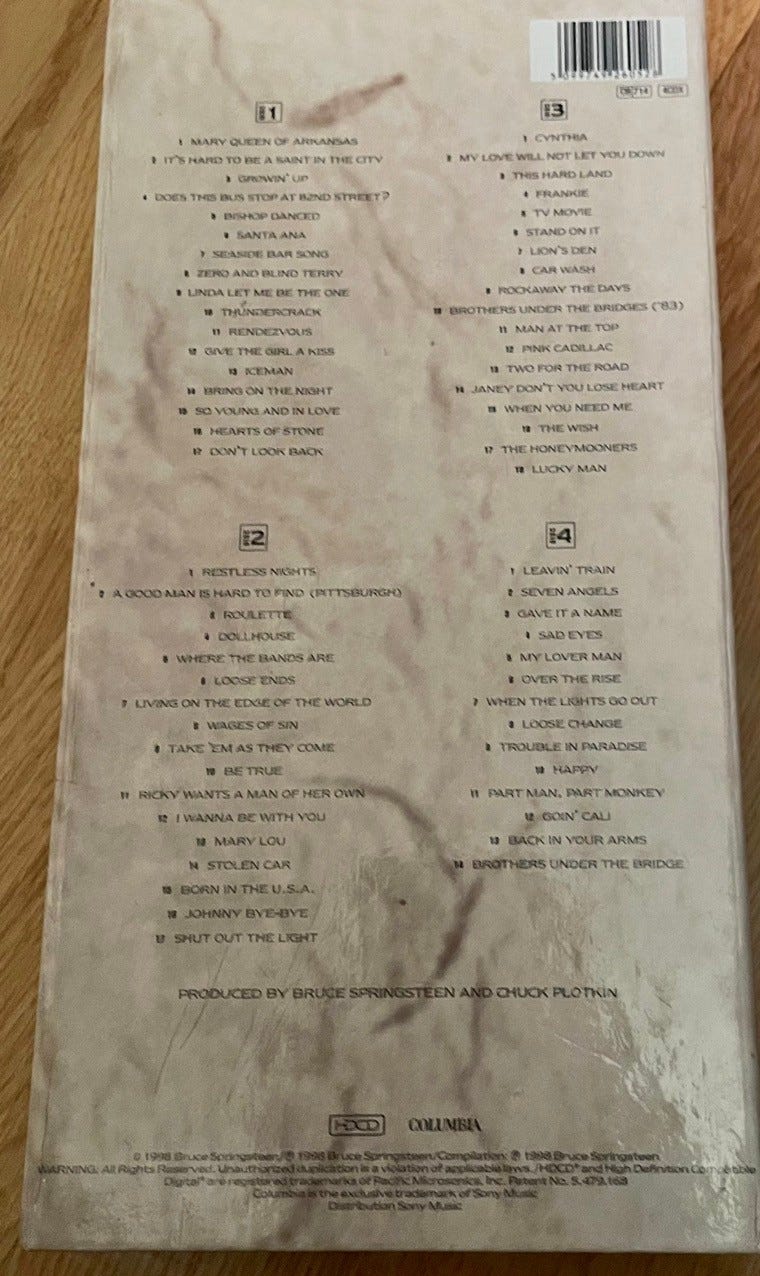 5 099749 260528
CB 714
4CDX
DISC 1
1 MARY QUEEN OF ARKANSAS
2 IT'S HARD TO BE A SAINT IN THE CITY
3 GROWIN' UP
4 DOES THIS BUS STOP AT 82ND STREET?
5 BISHOP DANCED
6 SANTA ANA
7 SEASIDE BAR SONG
8 ZERO AND BLIND TERRY
9 LINDA LET ME BE THE ONE
10 THUNDERCRACK
11 RENDEZVOUS
12 GIVE THE GIRL A KISS
13 ICEMAN
14 BRING ON THE NIGHT
15 SO YOUNG AND IN LOVE
16 HEARTS OF STONE
17 DON'T LOOK BACK
DISC 2
1 RESTLESS NIGHTS
2 A GOOD MAN IS HARD TO FIND (PITTSBURGH)
3 ROULETTE
4 DOLLHOUSE
5 WHERE THE BANDS ARE
6 LOOSE ENDS
7 LIVING ON THE EDGE OF THE WORLD
8 WAGES OF SIN
9 TAKE 'EM AS THEY COME
10 BE TRUE
11 RICKY WANTS A MAN OF HER OWN
12 I WANNA BE WITH YOU
13 MARY LOU
14 STOLEN CAR
15 BORN IN THE U.S.A.
16 JOHNNY BYE-BYE
17 SHUT OUT THE LIGHT
DISC 3
1 CYNTHIA
2 MY LOVE WILL NOT LET YOU DOWN
3 THIS HARD LAND
4 FRANKIE
5 TV MOVIE
6 STAND ON IT
7 LION'S DEN
8 CAR WASH
9 ROCKAWAY THE DAYS
10 BROTHERS UNDER THE BRIDGES ('83)
11 MAN AT THE TOP
12 PINK CADILLAC
13 TWO FOR THE ROAD
14 JANEY DON'T YOU LOSE HEART
15 WHEN YOU NEED ME
16 THE WISH
17 THE HONEYMOONERS
18 LUCKY MAN
DISC 4
1 LEAVIN' TRAIN
2 SEVEN ANGELS
3 GAVE IT A NAME
4 SAD EYES
5 MY LOVER MAN
6 OVER THE RISE
7 WHEN THE LIGHTS GO OUT
8 LOOSE CHANGE
9 TROUBLE IN PARADISE
10 HAPPY
11 PART MAN, PART MONKEY
12 GOIN' CALI
13 BACK IN YOUR ARMS
14 BROTHERS UNDER THE BRIDGE
PRODUCED BY BRUCE SPRINGSTEEN AND CHUCK PLOTKIN
HDCD COLUMBIA
© 1998 Bruce Springsteen/℗ 1998 Bruce Springsteen/Compilation: ℗ 1998 Bruce Springsteen
WARNING: All Rights Reserved. Unauthorized duplication is a violation of applicable laws./HDCD® and High Definition Compatible
Digital® are registered trademarks of Pacific Microsonics, Inc. Patent No. 5,479,168
Columbia is the exclusive trademark of Sony Music
Distribution Sony Music